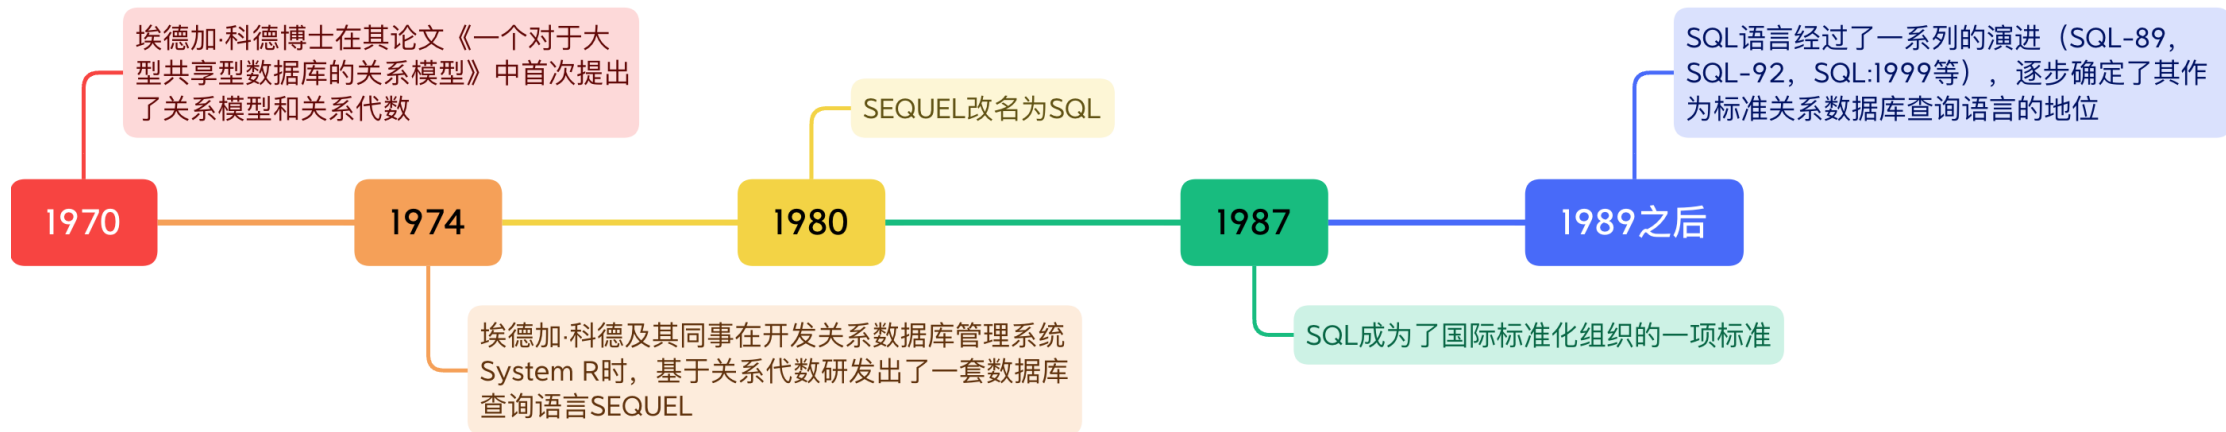 埃德加·科德博士在其论文《一个对于大
型共享型数据库的关系模型》中首次提出
了关系模型和关系代数
SEQUEL改名为SQL
SQL语言经过了一系列的演进（SQL-89，
SQL-92，SQL:1999等），逐步确定了其作
为标准关系数据库查询语言的地位
1970
1974
1980
1987
1989之后
埃德加·科德及其同事在开发关系数据库管理系统
System R时，基于关系代数研发出了一套数据库
查询语言SEQUEL
SQL成为了国际标准化组织的一项标准